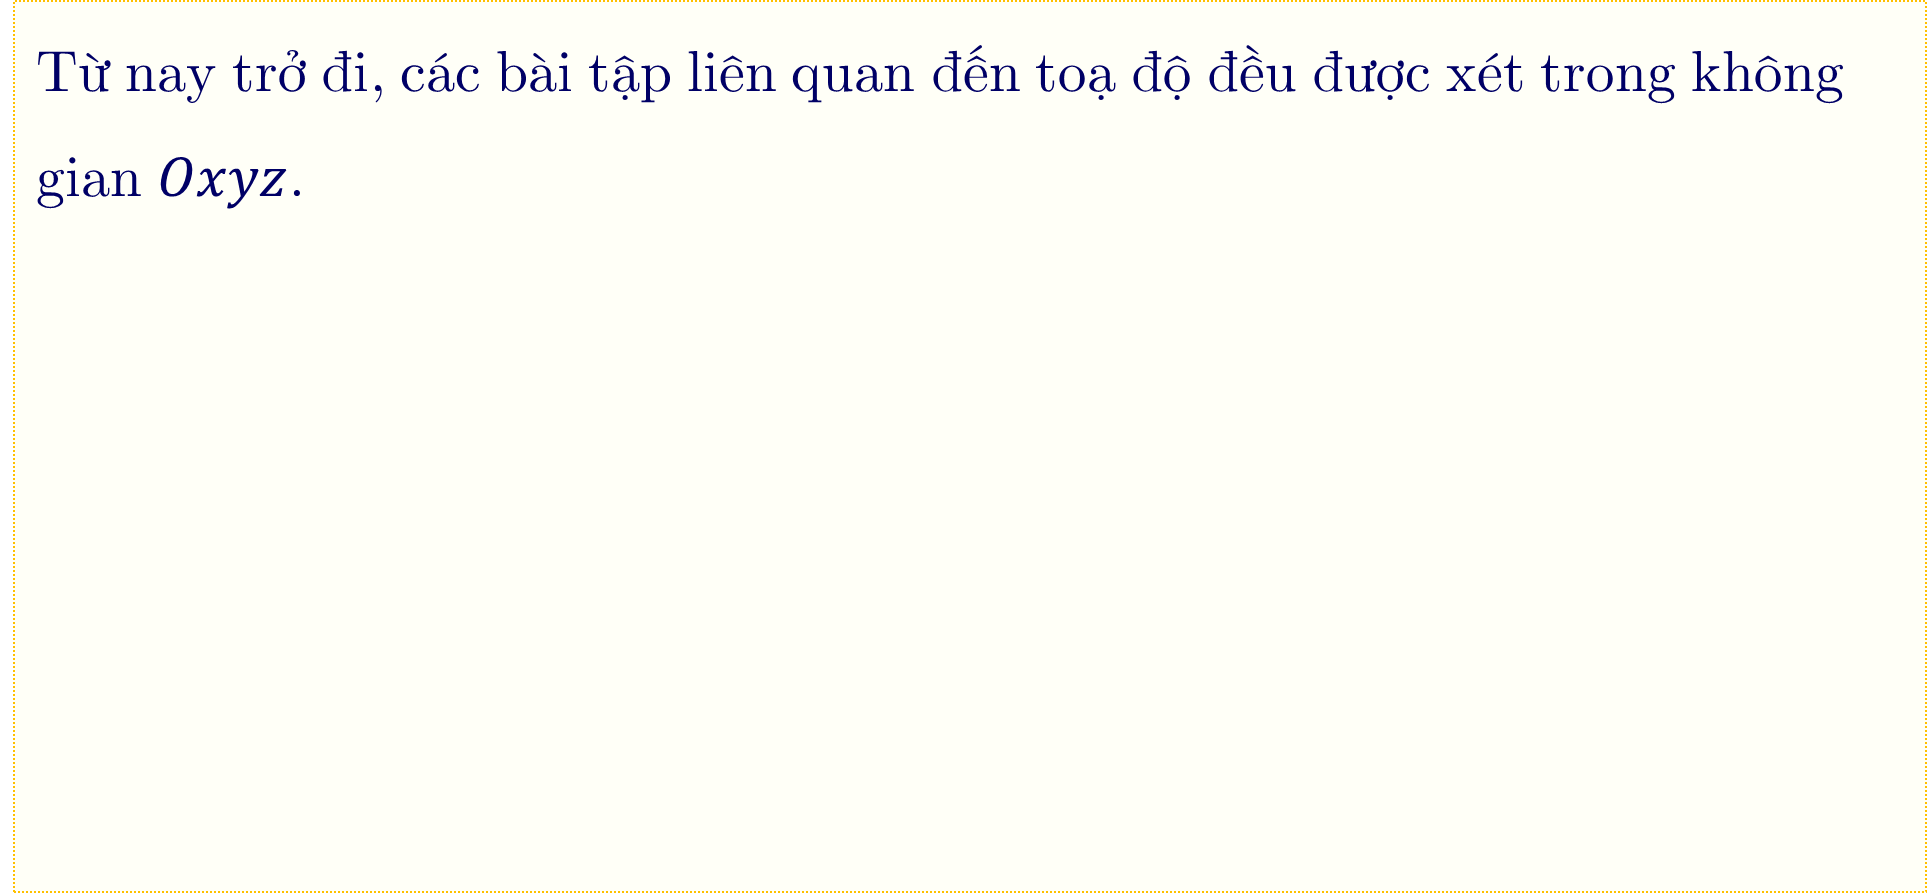 Từ nay trở đi, các bài tập liên quan đến toạ độ đều được xét trong không
gian Oxyz.